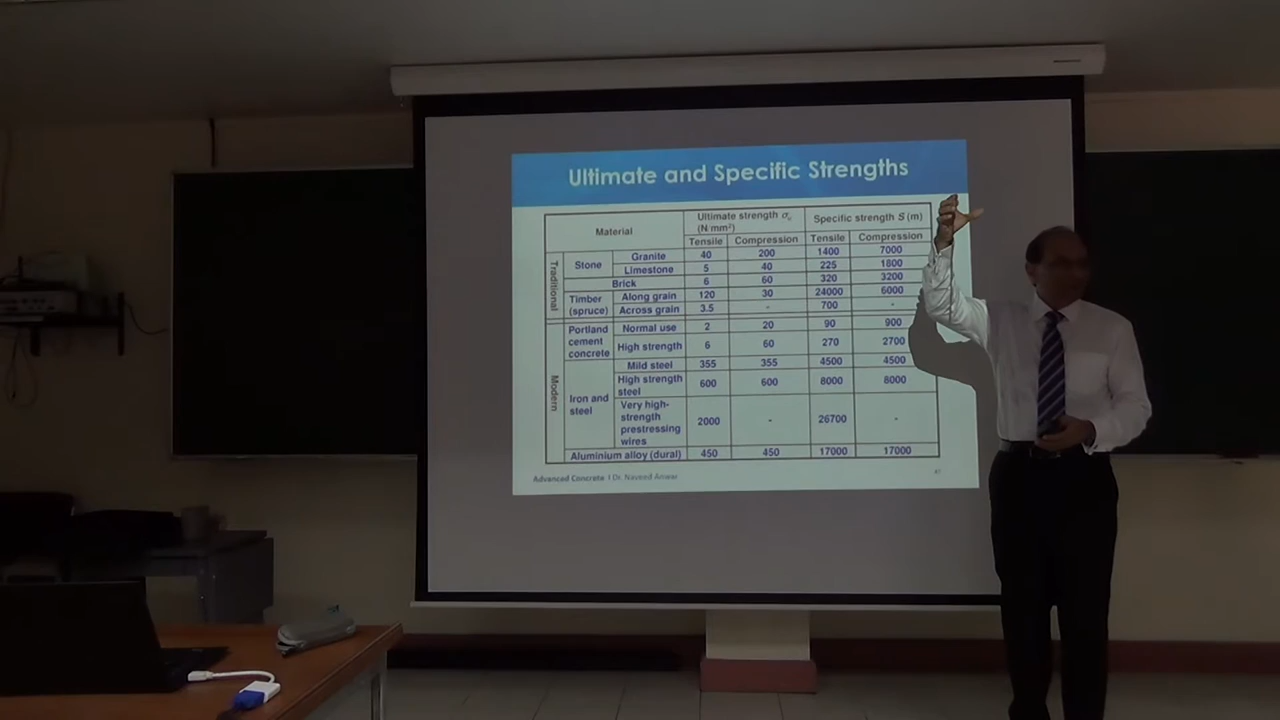 Ultimate and Specific Strengths
Material Ultimate strength σc (N/mm²) Specific strength S (m)
Tensile Compression Tensile Compression
Traditional
Stone Granite 40 200 1400 7000
Limestone 5 40 225 1800
Brick 6 60 320 3200
Timber (spruce) Along grain 120 30 24000 6000
Across grain 3.5 - 700 -
Modern
Portland cement concrete Normal use 2 20 90 900
High strength 6 60 270 2700
Iron and steel Mild steel 355 355 4500 4500
High strength steel 600 600 8000 8000
Very high-strength prestressing wires 2000 - 26700 -
Aluminium alloy (dural) 450 450 17000 17000
Advanced Concrete I Dr. Naveed Anwar